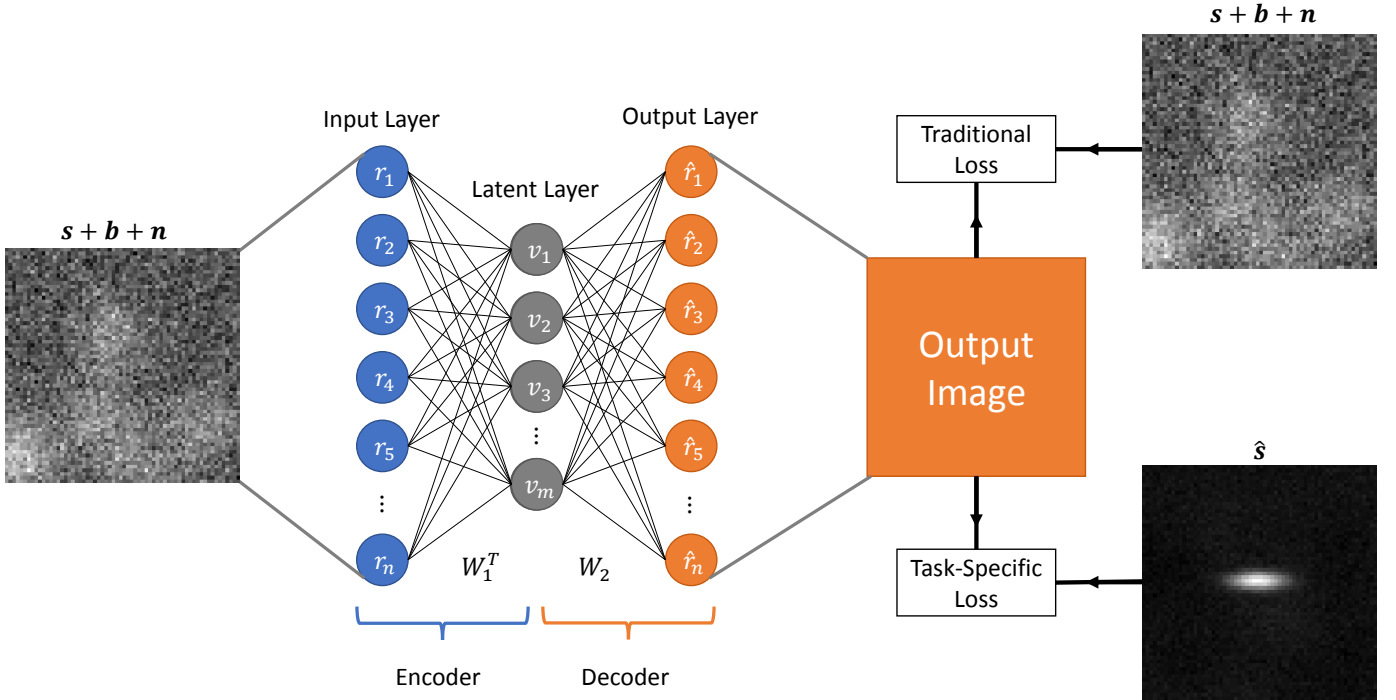 s + b + n
Input Layer
Output Layer
Latent Layer
s + b + n
r₁
r₂
r₃
r₄
r₅
⋮
rₙ
v₁
v₂
v₃
⋮
vₘ
r̂₁
r̂₂
r̂₃
r̂₄
r̂₅
⋮
r̂ₙ
W₁ᵀ
W₂
Encoder
Decoder
Output
Image
Traditional
Loss
Task-Specific
Loss
ŝ